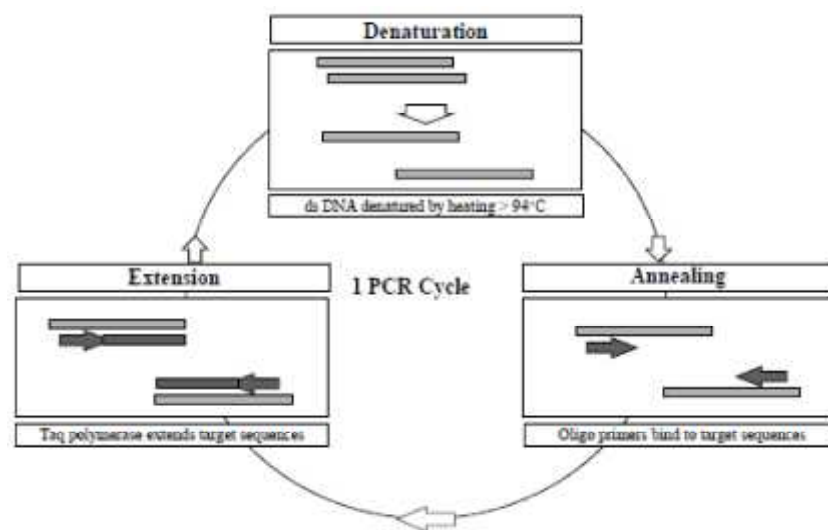 Denaturation
ds DNA denatured by heating > 94°C
Extension
1 PCR Cycle
Annealing
Taq polymerase extends target sequences
Oligo primers bind to target sequences